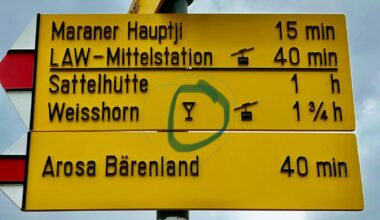 Maraner Hauptji 15 min
LAW-Mittelstation 40 min
Sattelhütte 1 h
Weisshorn 1 ¾ h
Arosa Bärenland 40 min